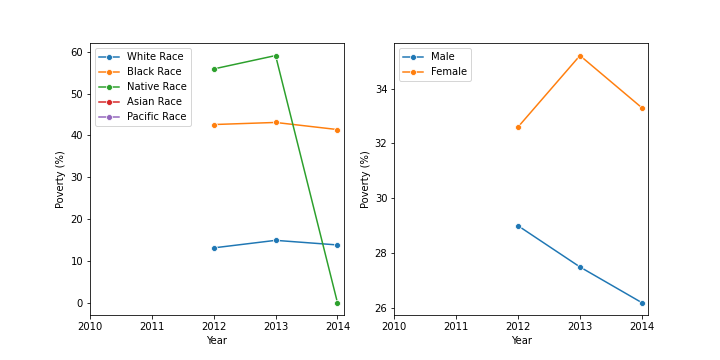 White Race
Black Race
Native Race
Asian Race
Pacific Race
60
50
40
30
20
10
0
Poverty (%)
2010 2011 2012 2013 2014
Year
Male
Female
34
32
30
28
26
Poverty (%)
2010 2011 2012 2013 2014
Year